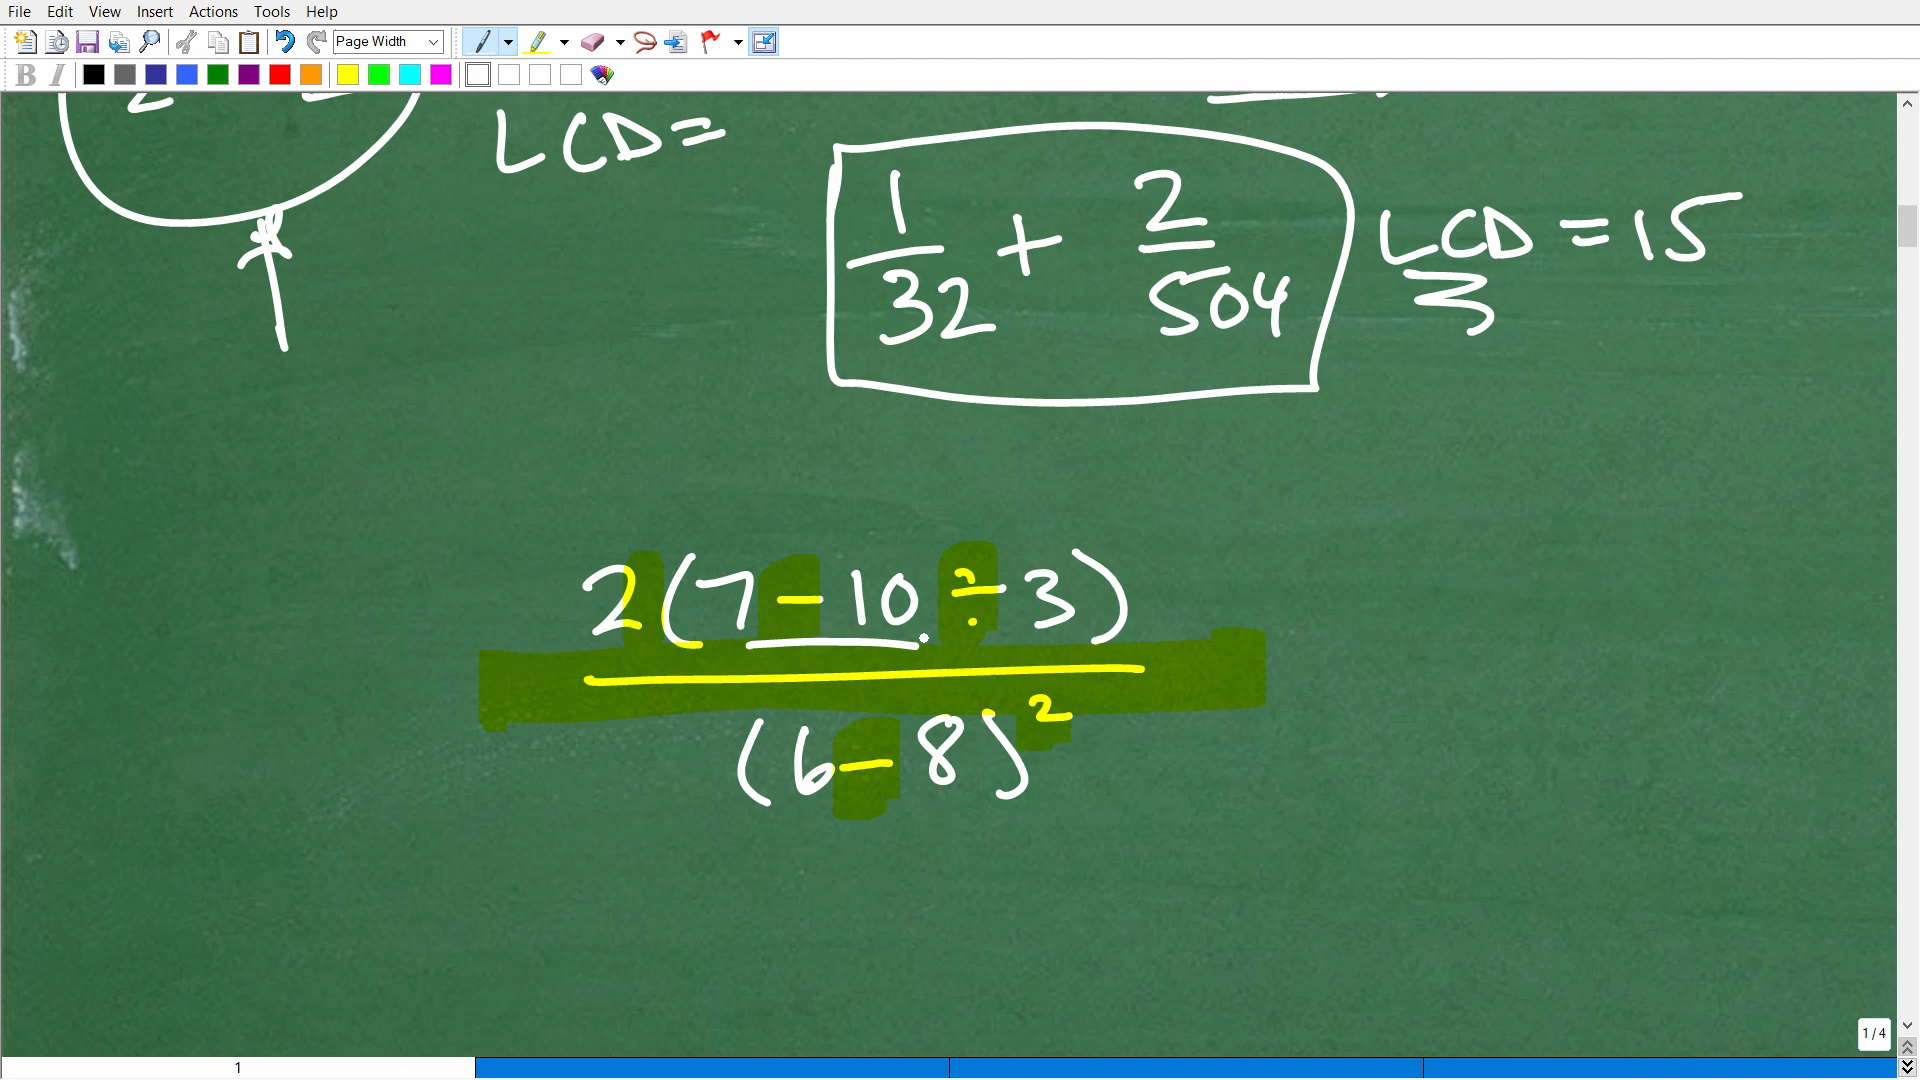 File Edit View Insert Actions Tools Help
Page Width
B I
LCD=
1/32 + 2/504
LCD = 15
2(7 - 10 ÷ 3)
(6 - 8)²
1 / 4
1